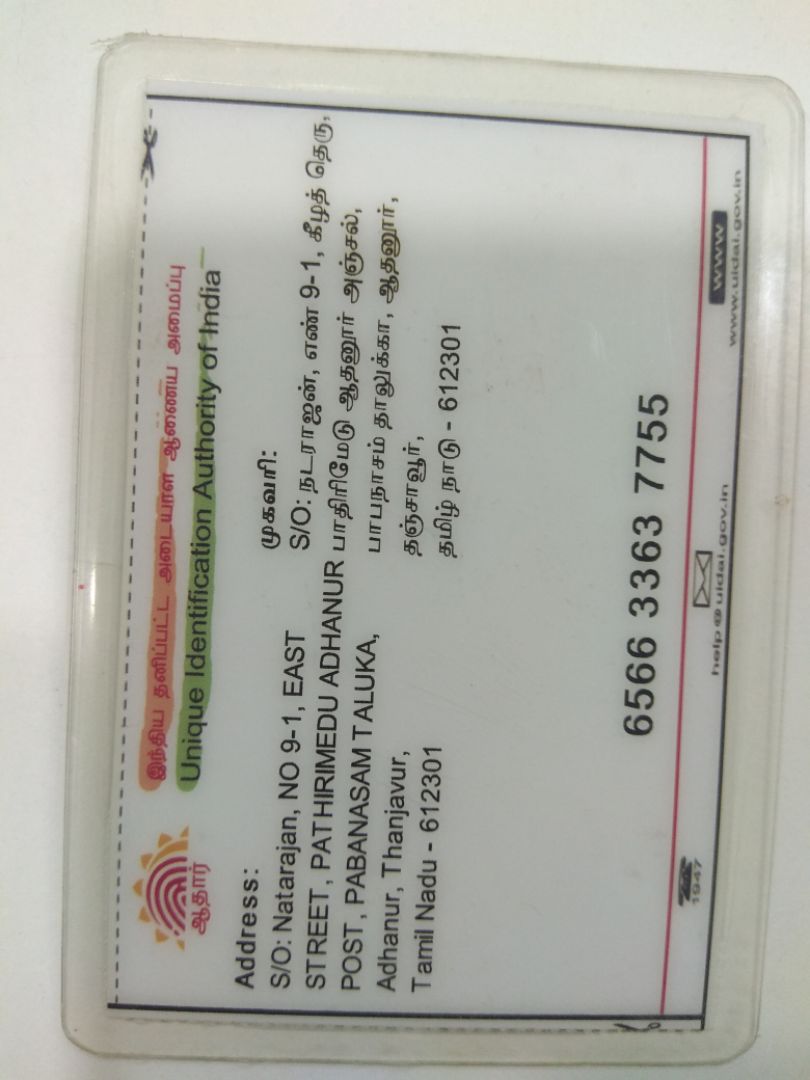 இந்திய தனிப்பட்ட அடையாள ஆணைய அமைப்பு
Unique Identification Authority of India
ஆதார்
Address:
S/O: Natarajan, NO 9-1, EAST
STREET, PATHIRIMEDU ADHANUR
POST, PABANASAM TALUKA,
Adhanur, Thanjavur,
Tamil Nadu - 612301
முகவரி:
S/O: நடராஜன், எண் 9-1, கீழத் தெரு,
பாதிரிமேடு ஆதனூர் அஞ்சல்,
பாபநாசம் தாலுக்கா, ஆதனூர்,
தஞ்சாவூர்,
தமிழ் நாடு - 612301
6566 3363 7755
1947
help@uidai.gov.in
www
www.uidai.gov.in